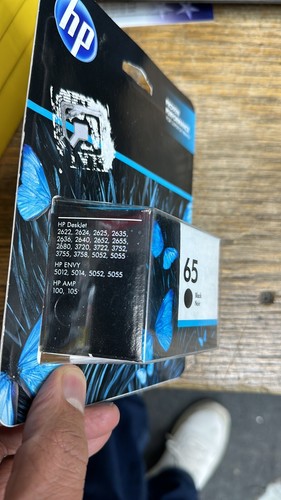 hp
HP DeskJet
2622, 2624, 2625, 2635,
2636, 2640, 2652, 2655,
2680, 3720, 3722, 3752,
3755, 3758, 5052, 5055
HP ENVY
5012, 5014, 5052, 5055
HP AMP
100, 105
65
Black
Noir